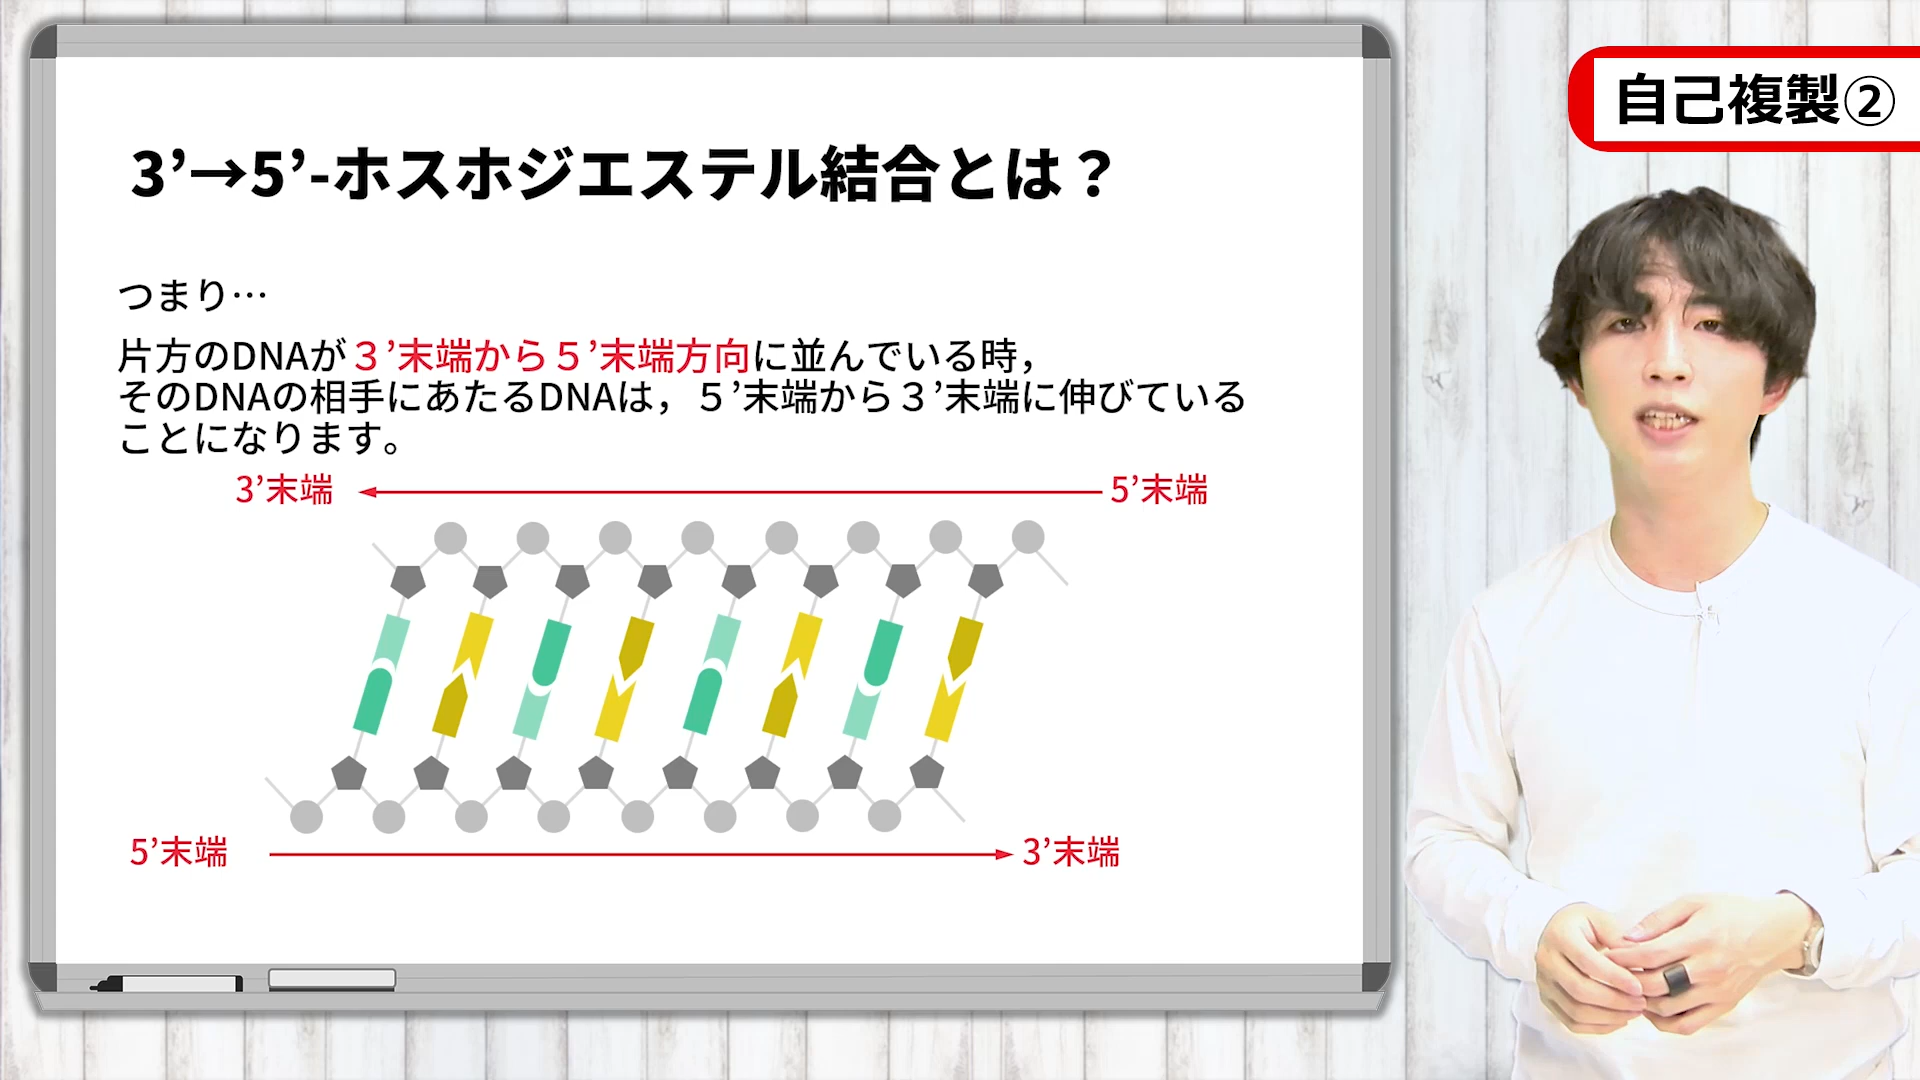 自己複製②
3’→5’-ホスホジエステル結合とは？
つまり…
片方のDNAが３’末端から５’末端方向に並んでいる時，
そのDNAの相手にあたるDNAは，５’末端から３’末端に伸びている
ことになります。
3’末端 5’末端
5’末端 3’末端